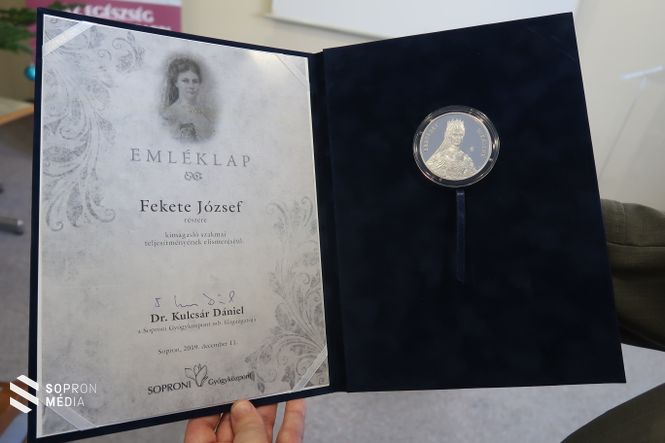 EGÉSZSÉG
EMLÉKLAP
Fekete József
részére
kimagasló szakmai
teljesítményének elismeréséül.
Dr. Kulcsár Dániel
a Soproni Gyógyközpont mb. főigazgatója
Sopron, 2019. december 11.
SOPRONI Gyógyközpont
SOPRON
MÉDIA